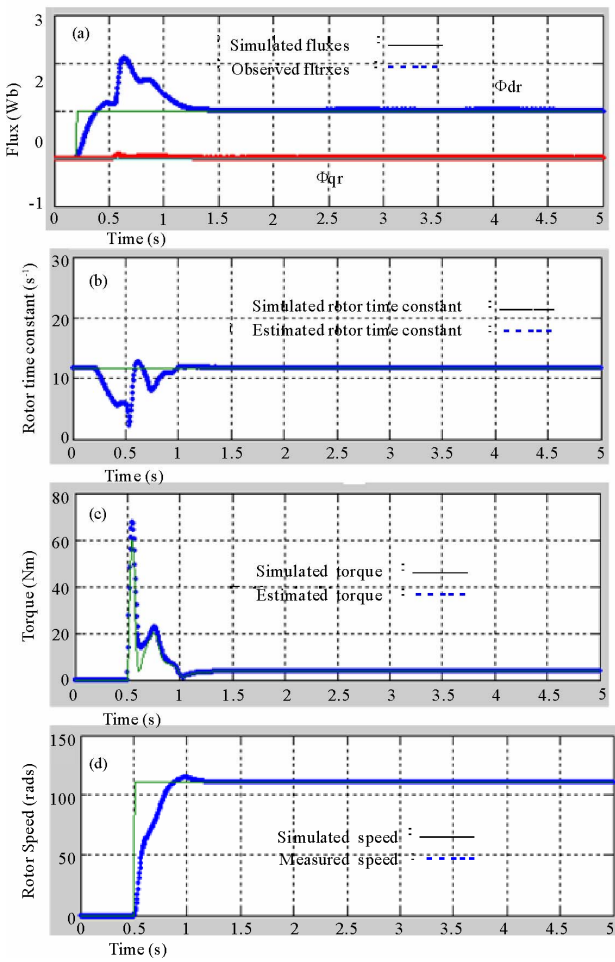 (a)
Simulated fluxes
Observed fltrxes
Φdr
Φqr
Flux (Wb)
3
2
1
0
-1
0 0.5 1 1.5 2 2.5 3 3.5 4 4.5 5
Time (s)
(b)
Simulated rotor time constant :
Estimated rotor time constant :
Rotor time constant (s⁻¹)
30
20
10
0
0 0.5 1 1.5 2 2.5 3 3.5 4 4.5 5
Time (s)
(c)
Simulated torque :
Estimated torque :
Torque (Nm)
80
60
40
20
0
0 0.5 1 1.5 2 2.5 3 3.5 4 4.5 5
Time (s)
(d)
Simulated speed :
Measured speed :
Rotor Speed (rads)
150
100
50
0
0 0.5 1 1.5 2 2.5 3 3.5 4 4.5 5
Time (s)